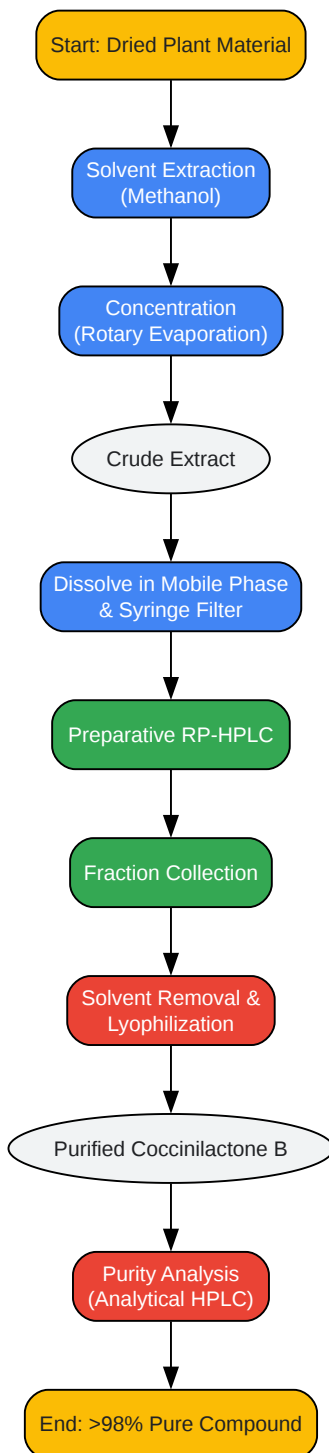 Start: Dried Plant Material
Solvent Extraction
(Methanol)
Concentration
(Rotary Evaporation)
Crude Extract
Dissolve in Mobile Phase
& Syringe Filter
Preparative RP-HPLC
Fraction Collection
Solvent Removal &
Lyophilization
Purified Coccinilactone B
Purity Analysis
(Analytical HPLC)
End: >98% Pure Compound